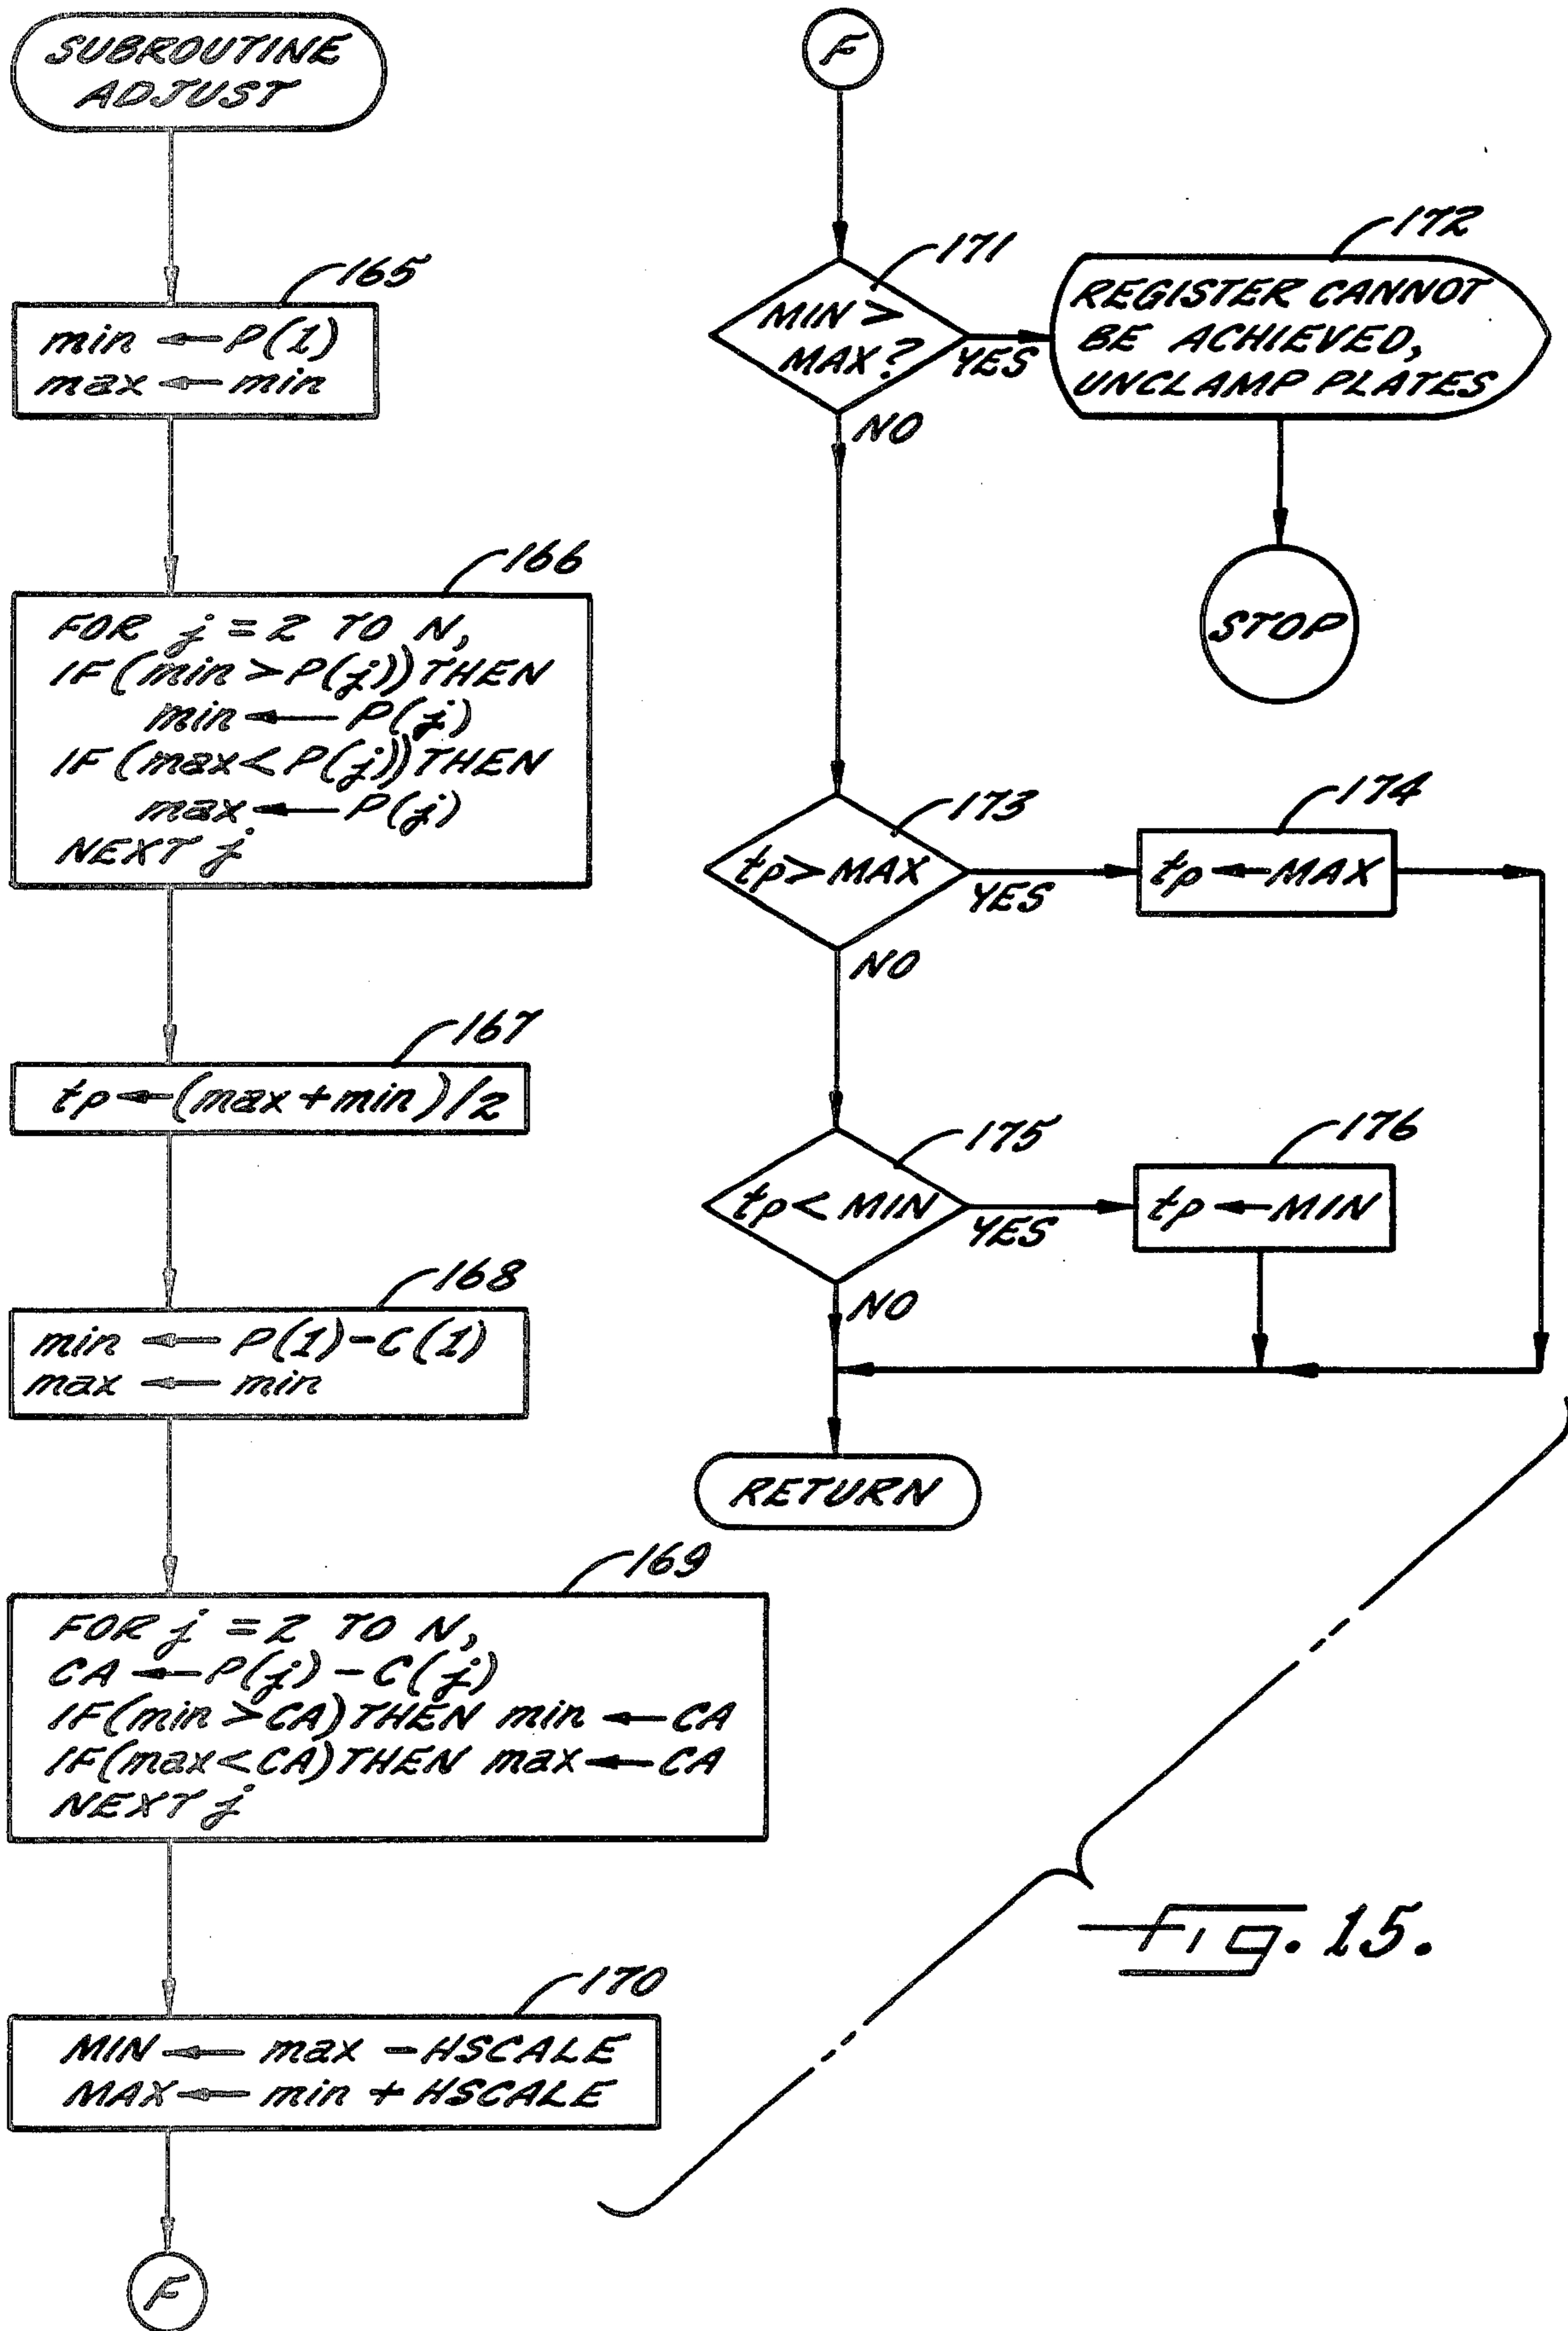 SUBROUTINE
ADJUST
165
min ← P(1)
max ← min
166
FOR j = 2 TO N,
IF (min > P(j)) THEN
min ← P(j)
IF (max < P(j)) THEN
max ← P(j)
NEXT j
167
tp ← (max + min) / 2
168
min ← P(1) - C(1)
max ← min
169
FOR j = 2 TO N,
CA ← P(j) - C(j)
IF (min > CA) THEN min ← CA
IF (max < CA) THEN max ← CA
NEXT j
170
MIN ← max - HSCALE
MAX ← min + HSCALE
F
F
171
MIN >
MAX?
YES
NO
172
REGISTER CANNOT
BE ACHIEVED,
UNCLAMP PLATES
STOP
173
tp > MAX
YES
NO
174
tp ← MAX
175
tp < MIN
YES
NO
176
tp ← MIN
RETURN
Fig. 15.